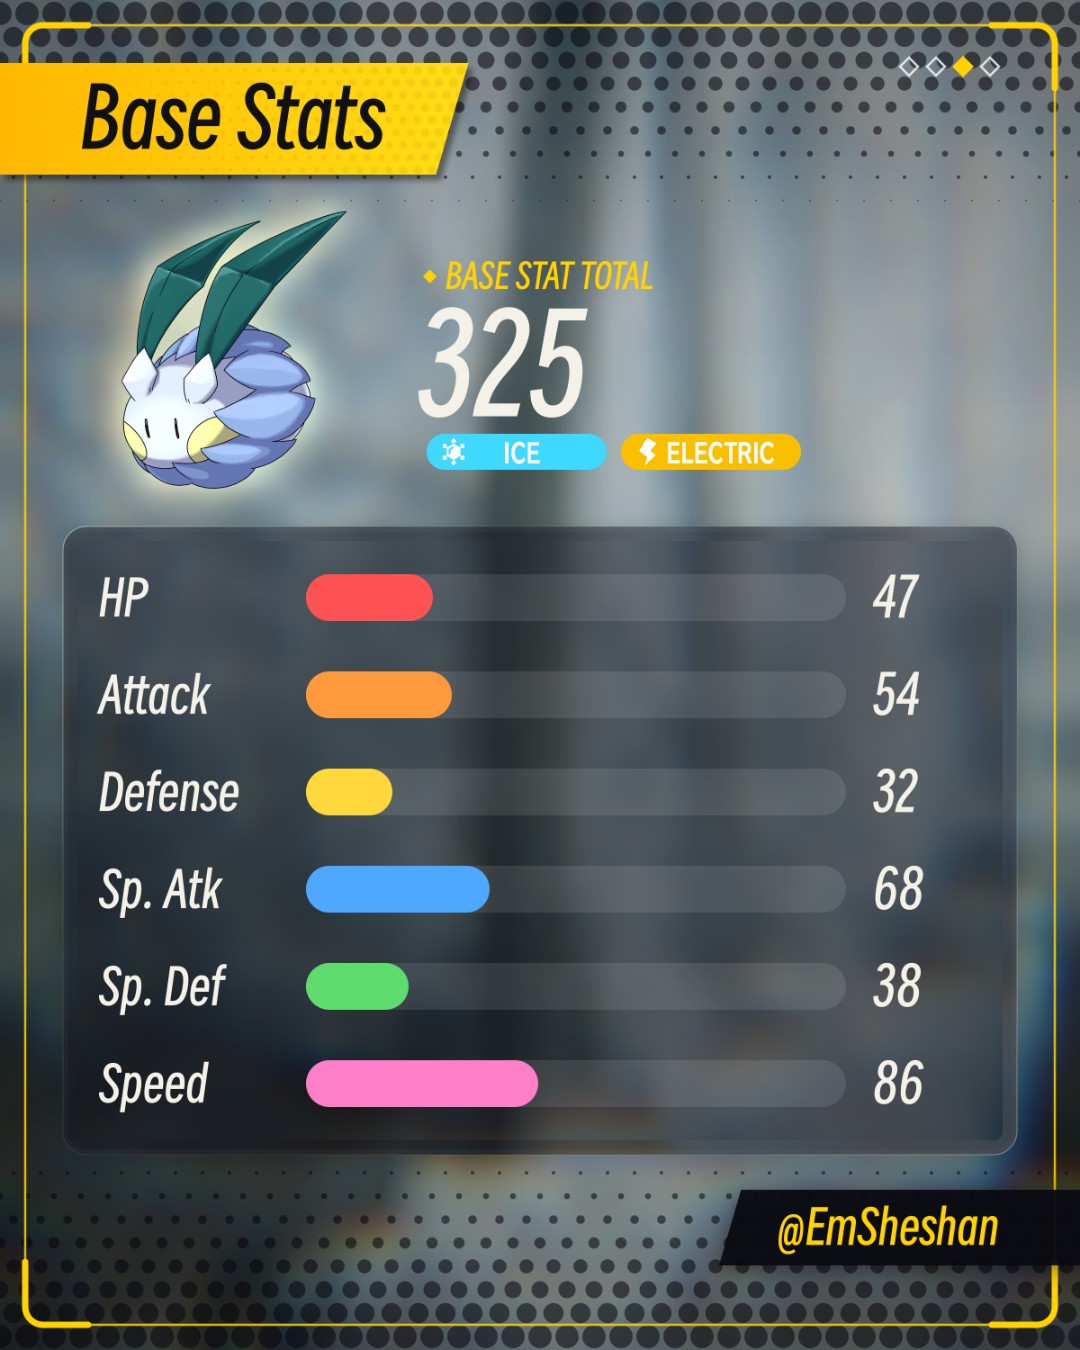 Base Stats
BASE STAT TOTAL
325
ICE ELECTRIC
HP 47
Attack 54
Defense 32
Sp. Atk 68
Sp. Def 38
Speed 86
@EmSheshan